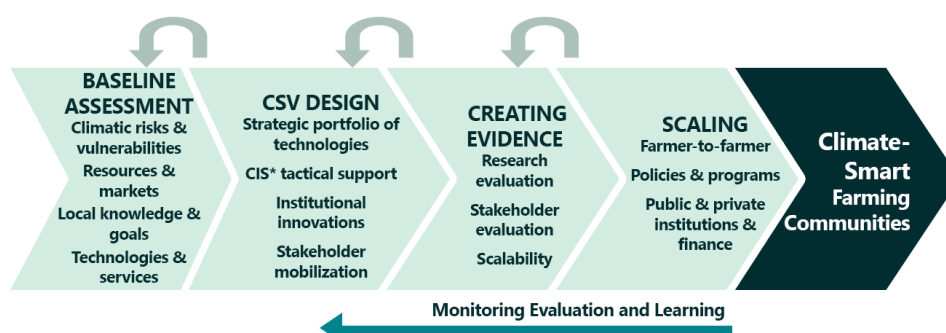 BASELINE
ASSESSMENT
Climatic risks &
vulnerabilities
Resources &
markets
Local knowledge &
goals
Technologies &
services
CSV DESIGN
Strategic portfolio of
technologies
CIS* tactical support
Institutional
innovations
Stakeholder
mobilization
CREATING
EVIDENCE
Research
evaluation
Stakeholder
evaluation
Scalability
SCALING
Farmer-to-farmer
Policies & programs
Public & private
institutions &
finance
Climate-
Smart
Farming
Communities
Monitoring Evaluation and Learning